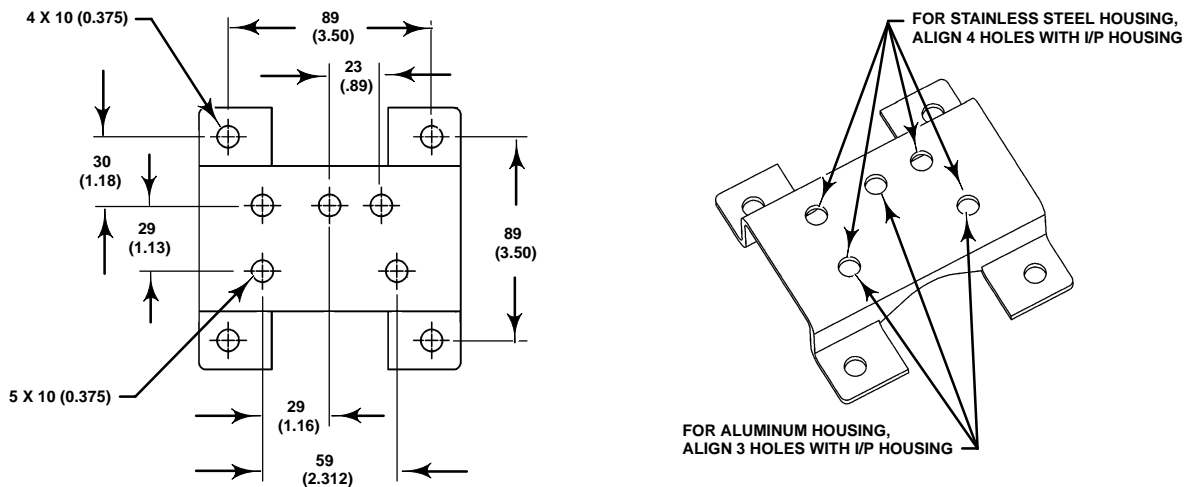 4 X 10 (0.375)
89
(3.50)
23
(.89)
30
(1.18)
29
(1.13)
89
(3.50)
5 X 10 (0.375)
29
(1.16)
59
(2.312)
FOR STAINLESS STEEL HOUSING,
ALIGN 4 HOLES WITH I/P HOUSING
FOR ALUMINUM HOUSING,
ALIGN 3 HOLES WITH I/P HOUSING